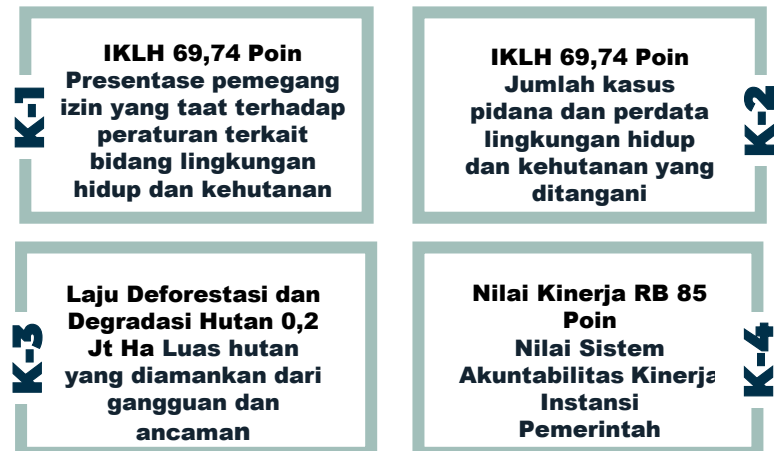 K-1
IKLH 69,74 Poin
Presentase pemegang
izin yang taat terhadap
peraturan terkait
bidang lingkungan
hidup dan kehutanan
K-2
IKLH 69,74 Poin
Jumlah kasus
pidana dan perdata
lingkungan hidup
dan kehutanan yang
ditangani
K-3
Laju Deforestasi dan
Degradasi Hutan 0,2
Jt Ha Luas hutan
yang diamankan dari
gangguan dan
ancaman
K-4
Nilai Kinerja RB 85
Poin
Nilai Sistem
Akuntabilitas Kinerja
Instansi
Pemerintah